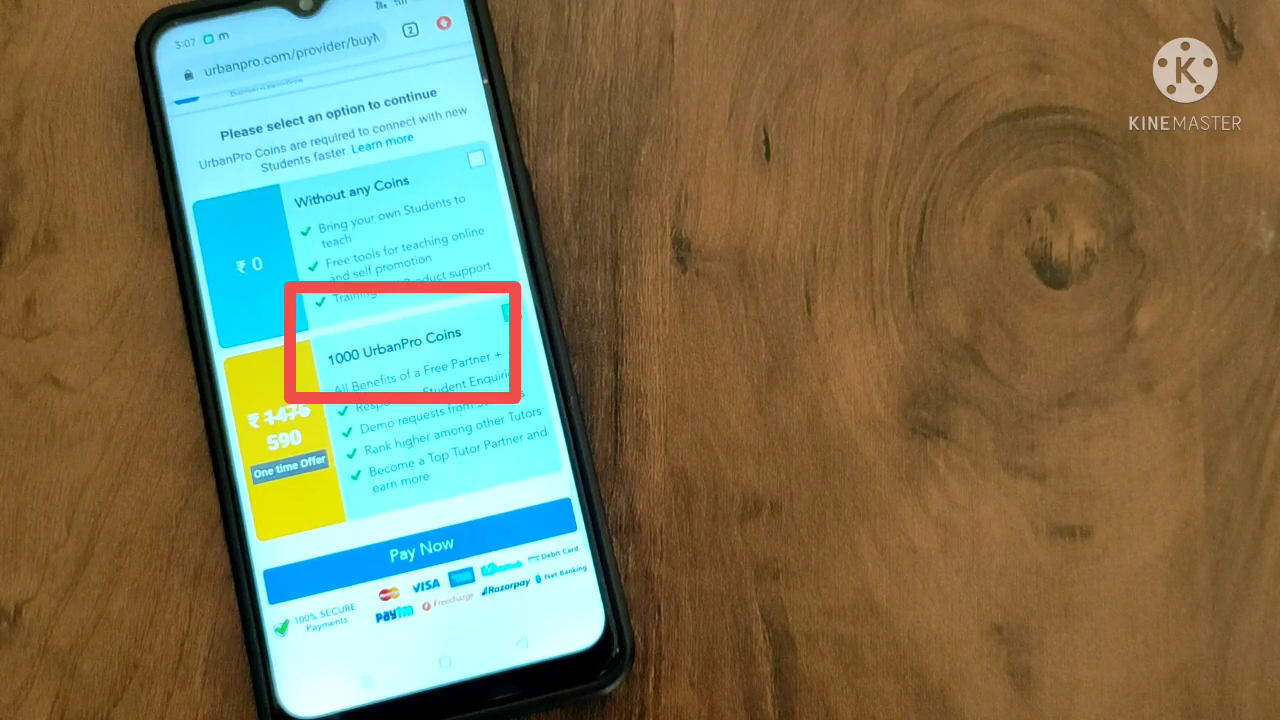 3:07 m
urbanpro.com/provider/buy
2
Please select an option to continue
UrbanPro Coins are required to connect with new
Students faster. Learn more
Without any Coins
Bring your own Students to
teach
Free tools for teaching online
and self promotion
Training support
₹ 0
1000 UrbanPro Coins
All Benefits of a Free Partner +
Student Enquiri
Demo requests from
Rank higher among other Tutors
Become a Top Tutor Partner and
earn more
₹ 1475
590
One time Offer
Pay Now
100% SECURE
Payments
VISA
Debit Card
Paytm
freecharge
Razorpay
Net Banking
K
KINEMASTER